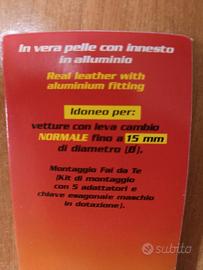 In vera pelle con innesto
in alluminio
Real leather with
aluminium fitting
Idoneo per:
vetture con leva cambio
NORMALE fino a 15 mm
di diametro (Ø).
Montaggio Fai da Te
(Kit di montaggio
con 5 adattatori e
chiave esagonale maschio
in dotazione).
subito